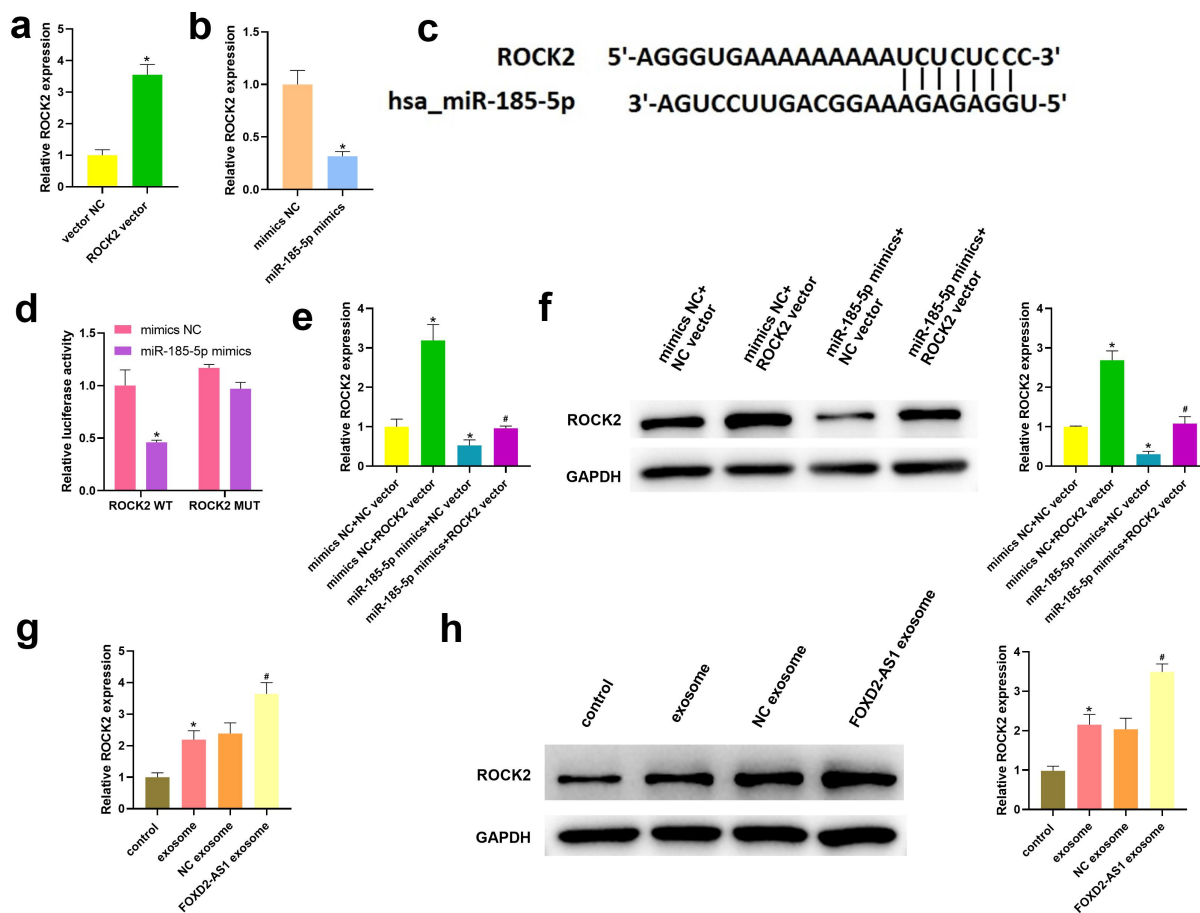 a
Relative ROCK2 expression
5
4
3
2
1
0
*
vector NC
ROCK2 vector
b
Relative ROCK2 expression
1.5
1.0
0.5
0.0
*
mimics NC
miR-185-5p mimics
c
ROCK2 5'-AGGGUGAAAAAAAAAUCUCUCCC-3'
hsa_miR-185-5p 3'-AGUCCUUGACGGAAAGAGAGGU-5'
d
Relative luciferase activity
1.5
1.0
0.5
0.0
mimics NC
miR-185-5p mimics
*
ROCK2 WT
ROCK2 MUT
e
Relative ROCK2 expression
4
3
2
1
0
*
*
#
mimics NC+NC vector
mimics NC+ROCK2 vector
miR-185-5p mimics+NC vector
miR-185-5p mimics+ROCK2 vector
f
mimics NC+
NC vector
mimics NC+
ROCK2 vector
miR-185-5p mimics+
NC vector
miR-185-5p mimics+
ROCK2 vector
ROCK2
GAPDH
Relative ROCK2 expression
4
3
2
1
0
*
*
#
mimics NC+NC vector
mimics NC+ROCK2 vector
miR-185-5p mimics+NC vector
miR-185-5p mimics+ROCK2 vector
g
Relative ROCK2 expression
5
4
3
2
1
0
*
#
control
exosome
NC exosome
FOXD2-AS1 exosome
h
control
exosome
NC exosome
FOXD2-AS1 exosome
ROCK2
GAPDH
Relative ROCK2 expression
4
3
2
1
0
*
#
control
exosome
NC exosome
FOXD2-AS1 exosome